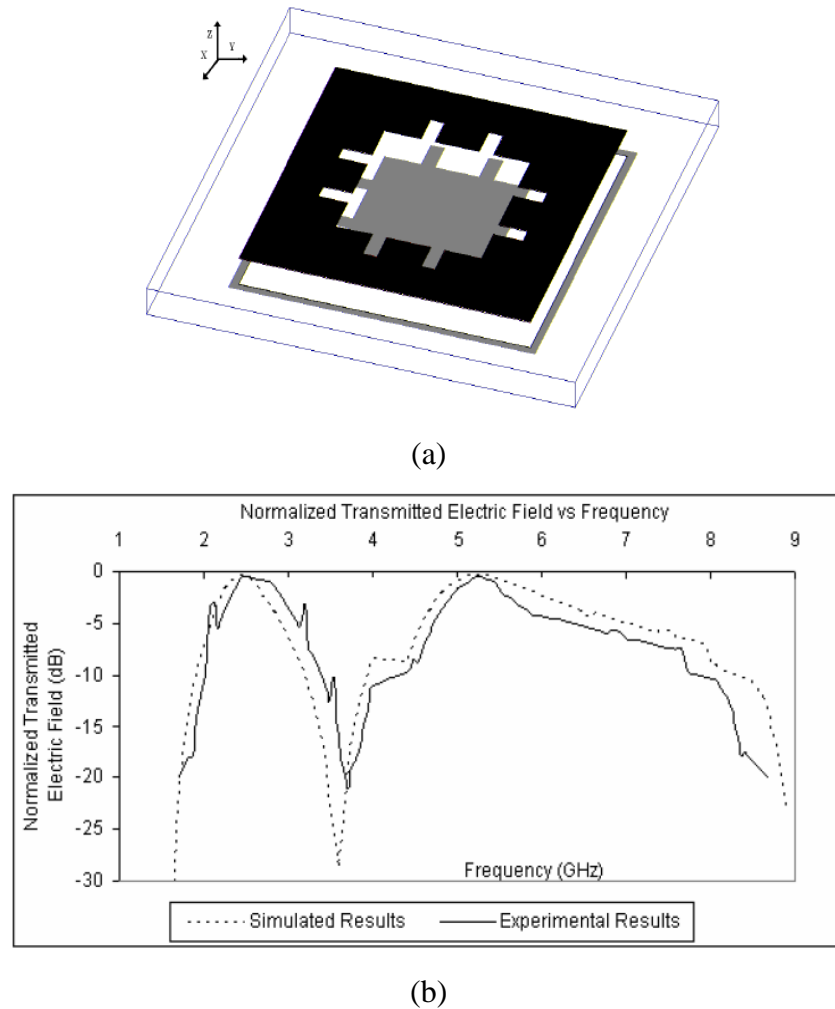 Z
X Y
(a)
Normalized Transmitted Electric Field vs Frequency
1 2 3 4 5 6 7 8 9
0
-5
-10
-15
-20
-25
-30
Normalized Transmitted
Electric Field (dB)
Frequency (GHz)
Simulated Results Experimental Results
(b)